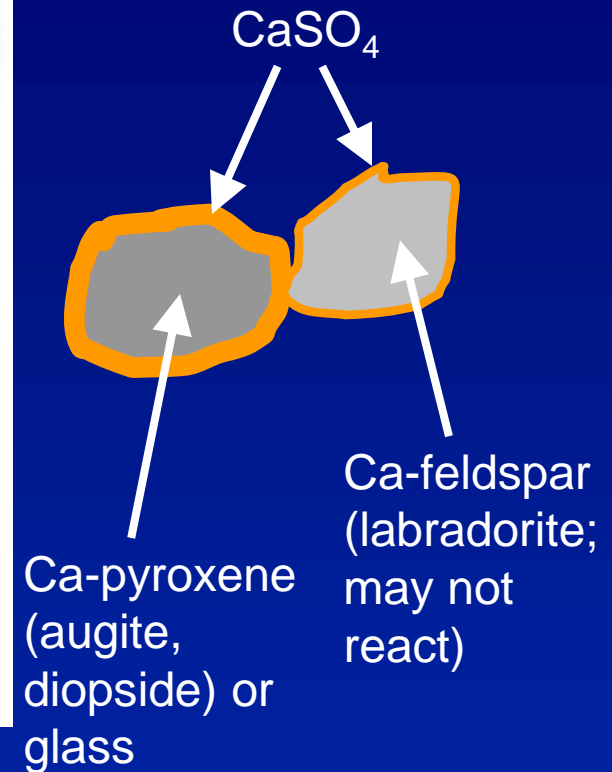 CaSO₄
Ca-feldspar
(labradorite;
may not
react)
Ca-pyroxene
(augite,
diopside) or
glass